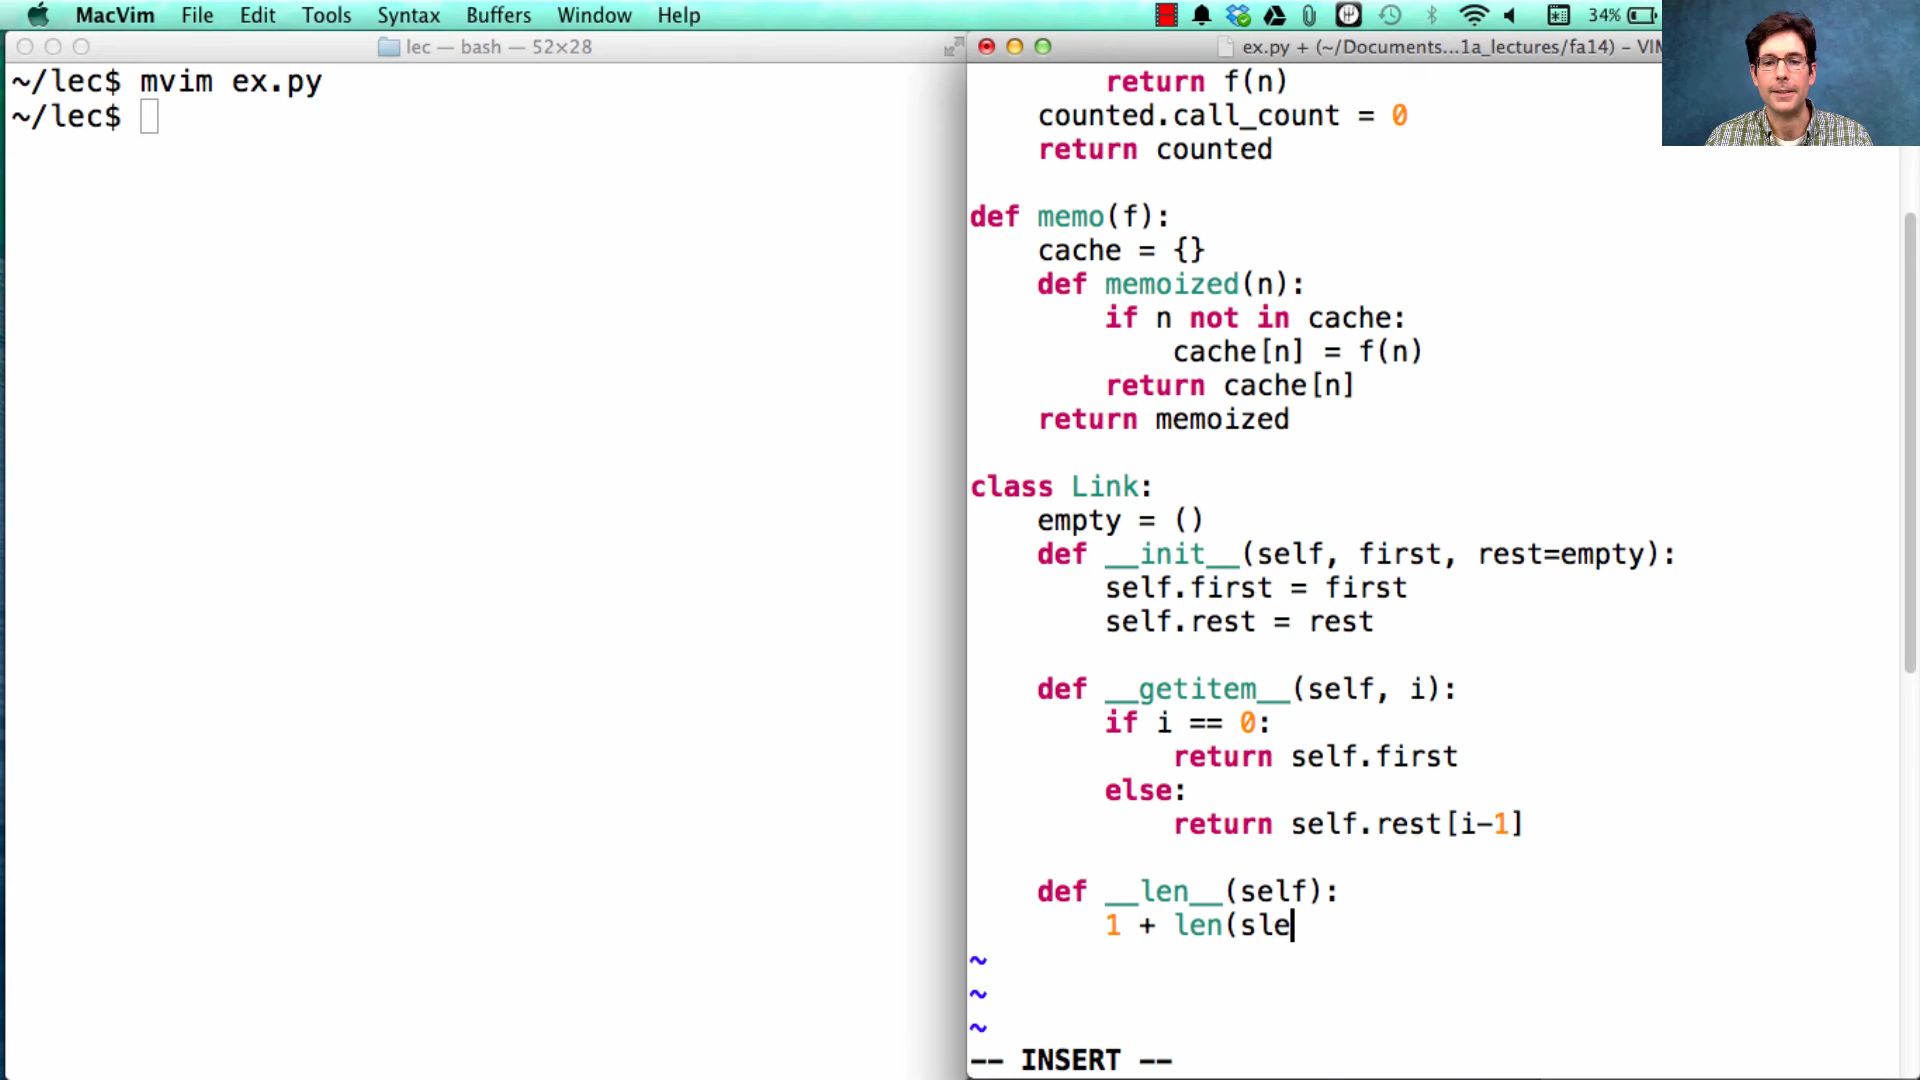 MacVim File Edit Tools Syntax Buffers Window Help 34%
lec — bash — 52×28
~/lec$ mvim ex.py
~/lec$
ex.py + (~/Documents...1a_lectures/fa14) – VI
        return f(n)
    counted.call_count = 0
    return counted

def memo(f):
    cache = {}
    def memoized(n):
        if n not in cache:
            cache[n] = f(n)
        return cache[n]
    return memoized

class Link:
    empty = ()
    def __init__(self, first, rest=empty):
        self.first = first
        self.rest = rest

    def __getitem__(self, i):
        if i == 0:
            return self.first
        else:
            return self.rest[i-1]

    def __len__(self):
        1 + len(sle
~
~
~
-- INSERT --